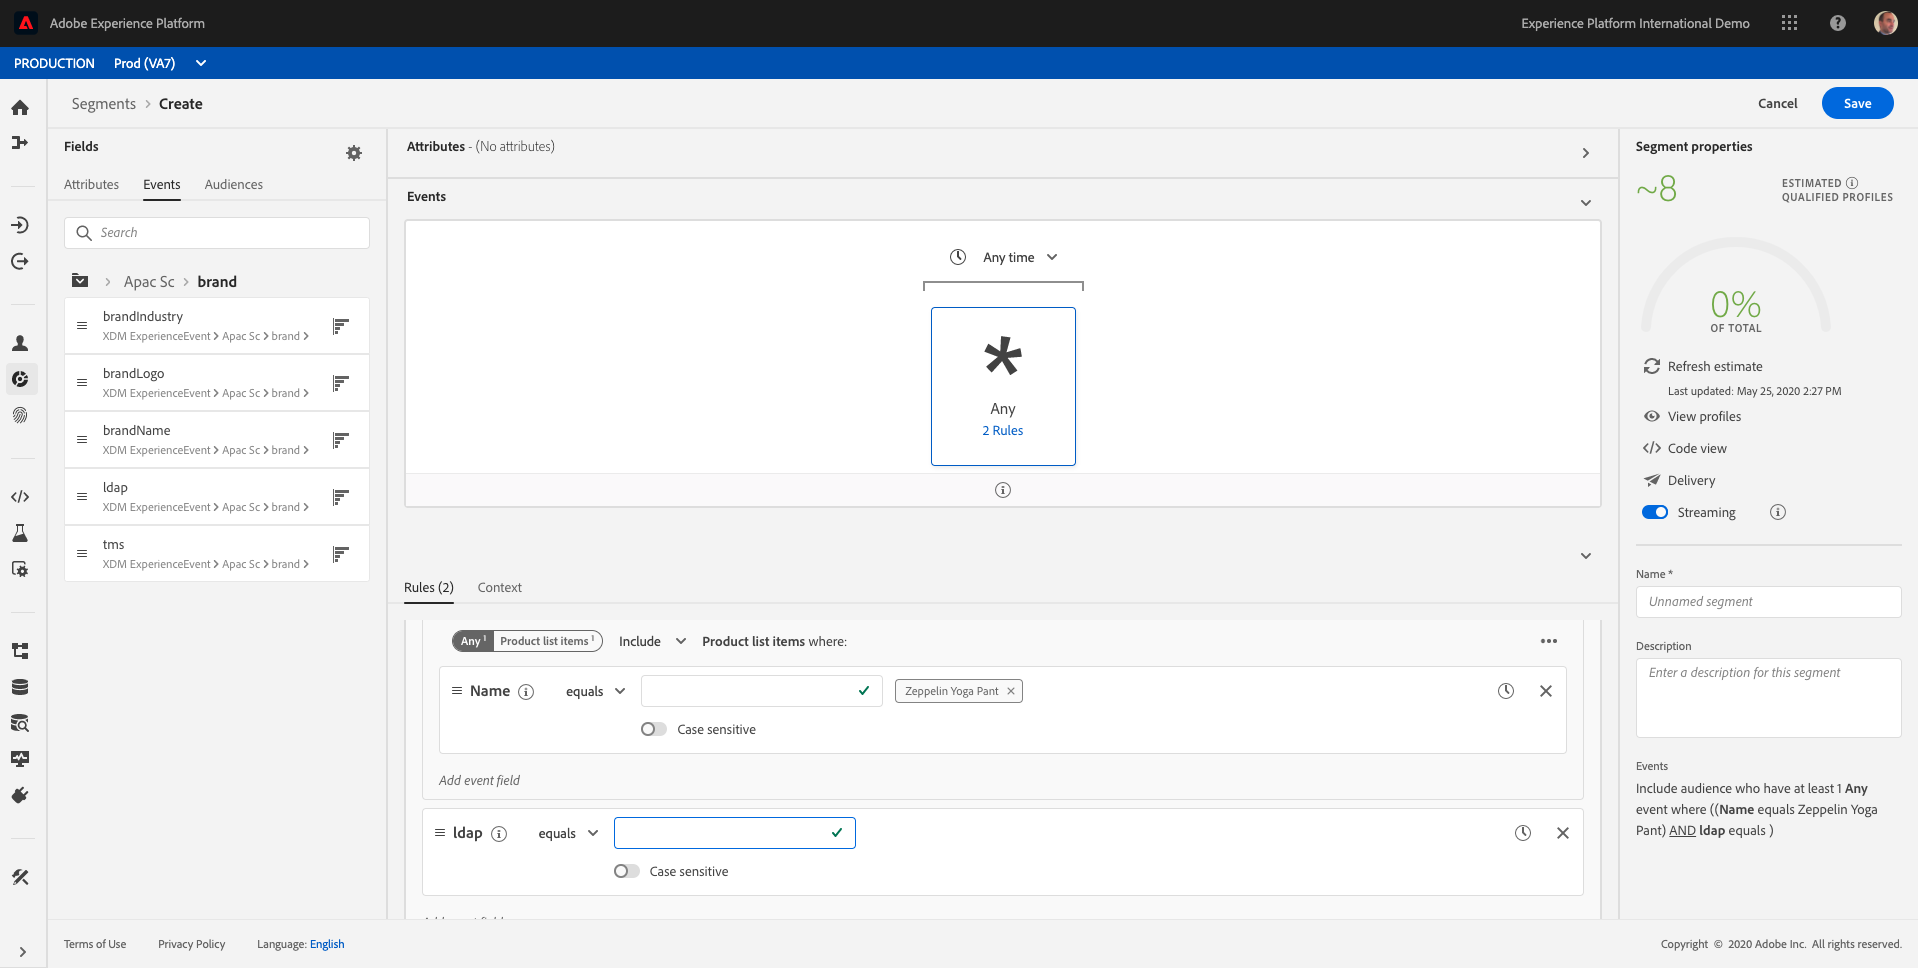 Adobe Experience Platform
Experience Platform International Demo
PRODUCTION Prod (VA7)
Segments > Create
Cancel
Save
Fields
Attributes Events Audiences
Search
> Apac Sc > brand
brandIndustry
XDM ExperienceEvent > Apac Sc > brand >
brandLogo
XDM ExperienceEvent > Apac Sc > brand >
brandName
XDM ExperienceEvent > Apac Sc > brand >
ldap
XDM ExperienceEvent > Apac Sc > brand >
tms
XDM ExperienceEvent > Apac Sc > brand >
Attributes - (No attributes)
Events
Any time
*
Any
2 Rules
Rules (2) Context
Any 1 Product list items 1 Include Product list items where:
Name equals Zeppelin Yoga Pant
Case sensitive
Add event field
ldap equals
Case sensitive
Segment properties
~8
ESTIMATED
QUALIFIED PROFILES
0%
OF TOTAL
Refresh estimate
Last updated: May 25, 2020 2:27 PM
View profiles
</> Code view
Delivery
Streaming
Name *
Unnamed segment
Description
Enter a description for this segment
Events
Include audience who have at least 1 Any
event where ((Name equals Zeppelin Yoga
Pant) AND ldap equals )
Terms of Use Privacy Policy Language: English
Copyright © 2020 Adobe Inc. All rights reserved.